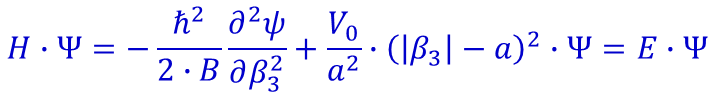 H · Ψ = − ħ²/(2 · B) ∂²ψ/∂β₃² + V₀/a² · (|β₃| − a)² · Ψ = E · Ψ